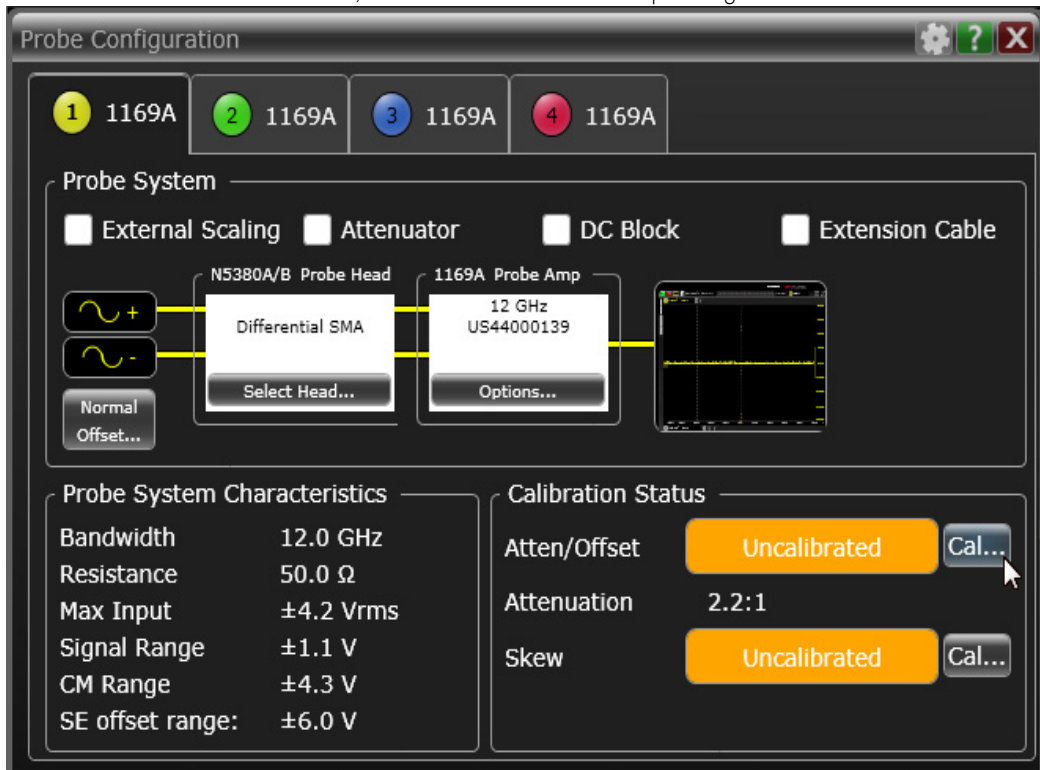 Probe Configuration ?
1 1169A 2 1169A 3 1169A 4 1169A
Probe System
External Scaling Attenuator DC Block Extension Cable
N5380A/B Probe Head 1169A Probe Amp
+
-
Differential SMA
12 GHz
US44000139
Select Head... Options...
Normal
Offset...
Probe System Characteristics
Bandwidth 12.0 GHz
Resistance 50.0 Ω
Max Input ±4.2 Vrms
Signal Range ±1.1 V
CM Range ±4.3 V
SE offset range: ±6.0 V
Calibration Status
Atten/Offset Uncalibrated Cal...
Attenuation 2.2:1
Skew Uncalibrated Cal...